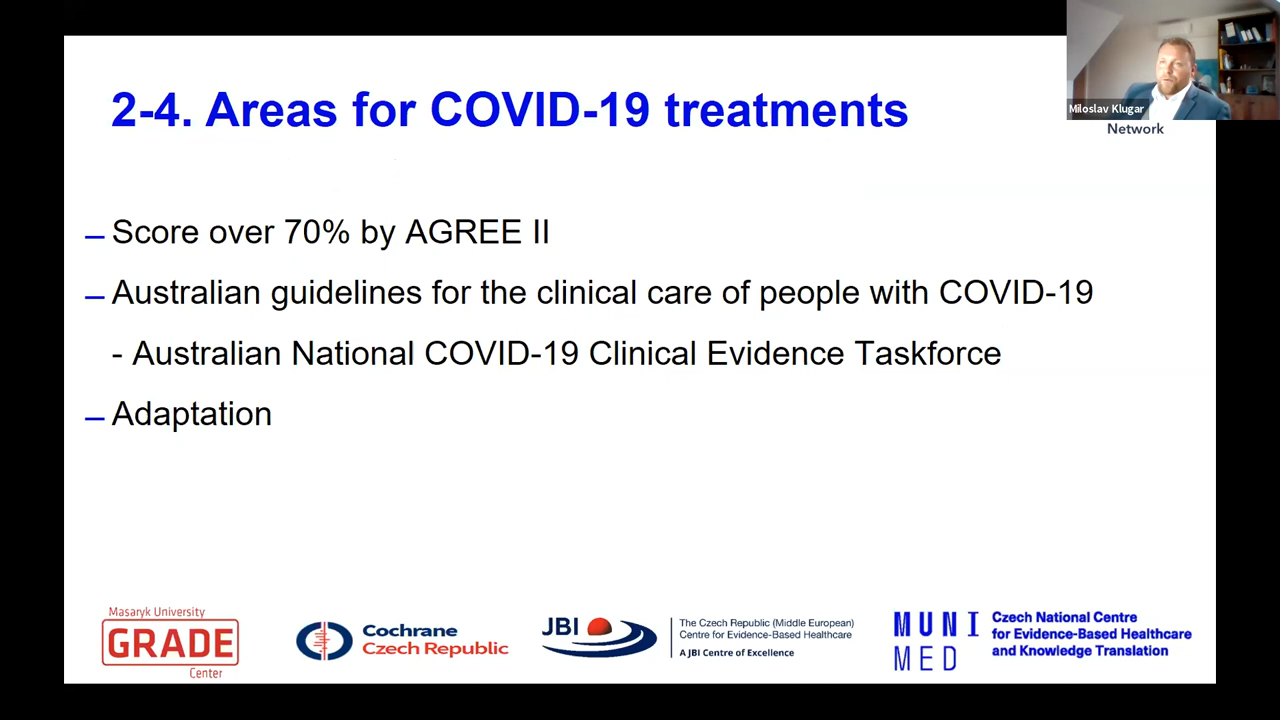 2-4. Areas for COVID-19 treatments
Miloslav Klugar
Network
– Score over 70% by AGREE II
– Australian guidelines for the clinical care of people with COVID-19
- Australian National COVID-19 Clinical Evidence Taskforce
– Adaptation
Masaryk University
GRADE
Center
Cochrane
Czech Republic
JBI
The Czech Republic (Middle European)
Centre for Evidence-Based Healthcare
A JBI Centre of Excellence
MUNI
MED
Czech National Centre
for Evidence-Based Healthcare
and Knowledge Translation